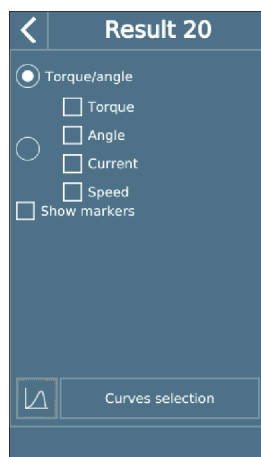 Result 20
Torque/angle
Torque
Angle
Current
Speed
Show markers
Curves selection